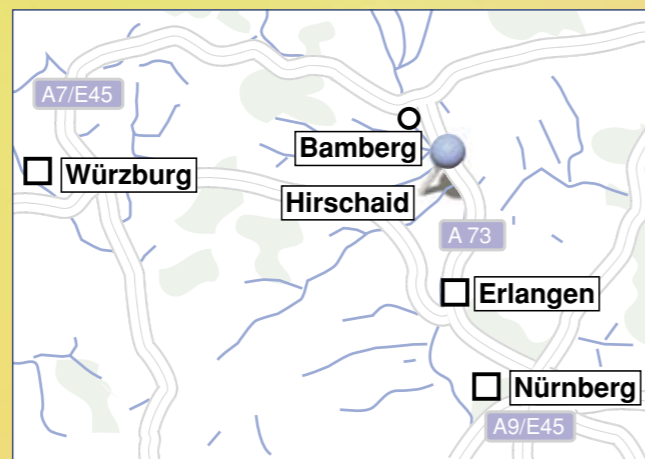 A7/E45
Bamberg
Würzburg
Hirschaid
A 73
Erlangen
Nürnberg
A9/E45